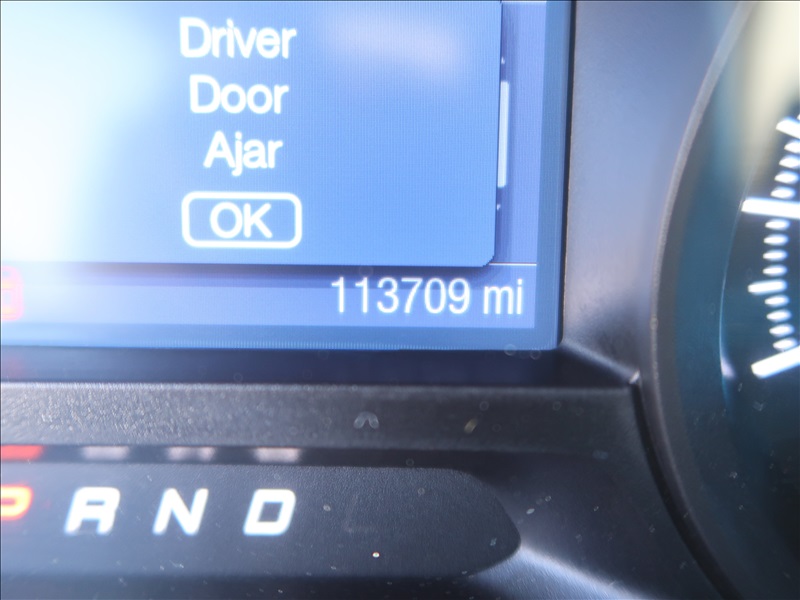 Driver
Door
Ajar
OK
113709 mi
P R N D